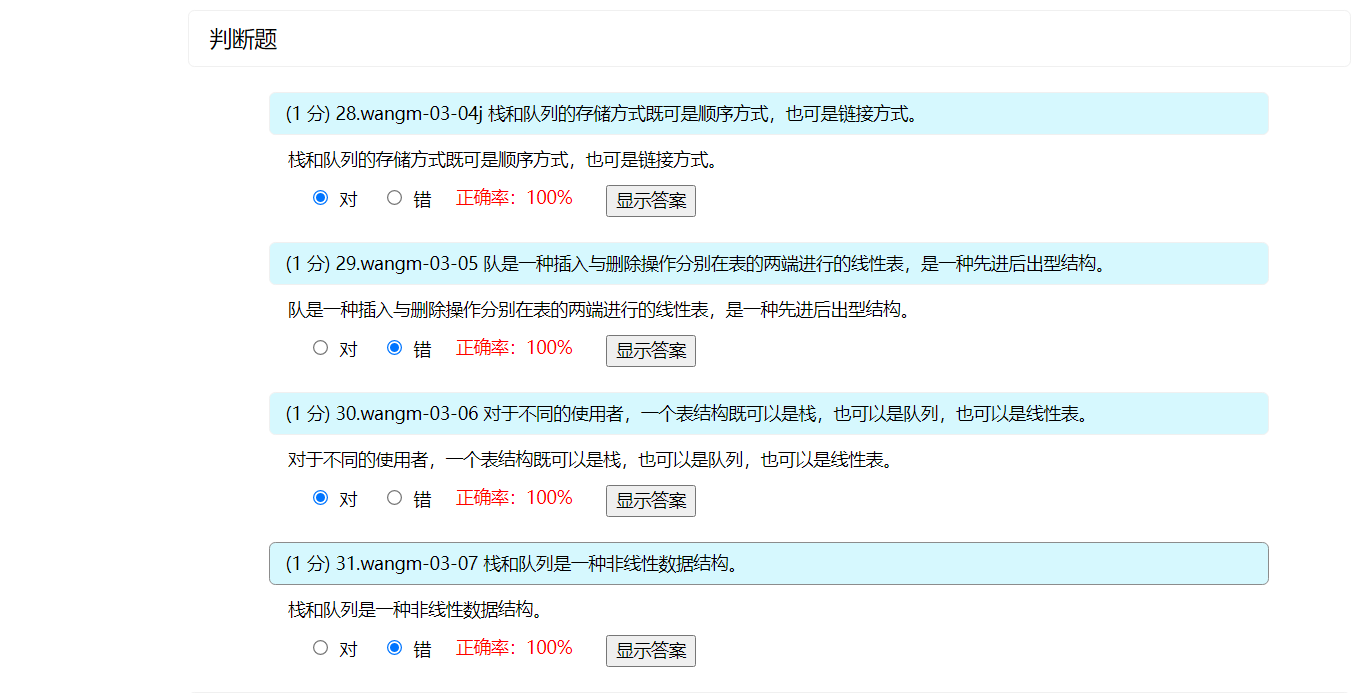 判断题
(1 分) 28.wangm-03-04j 栈和队列的存储方式既可是顺序方式，也可是链接方式。
栈和队列的存储方式既可是顺序方式，也可是链接方式。
对 错 正确率：100% 显示答案
(1 分) 29.wangm-03-05 队是一种插入与删除操作分别在表的两端进行的线性表，是一种先进后出型结构。
队是一种插入与删除操作分别在表的两端进行的线性表，是一种先进后出型结构。
对 错 正确率：100% 显示答案
(1 分) 30.wangm-03-06 对于不同的使用者，一个表结构既可以是栈，也可以是队列，也可以是线性表。
对于不同的使用者，一个表结构既可以是栈，也可以是队列，也可以是线性表。
对 错 正确率：100% 显示答案
(1 分) 31.wangm-03-07 栈和队列是一种非线性数据结构。
栈和队列是一种非线性数据结构。
对 错 正确率：100% 显示答案